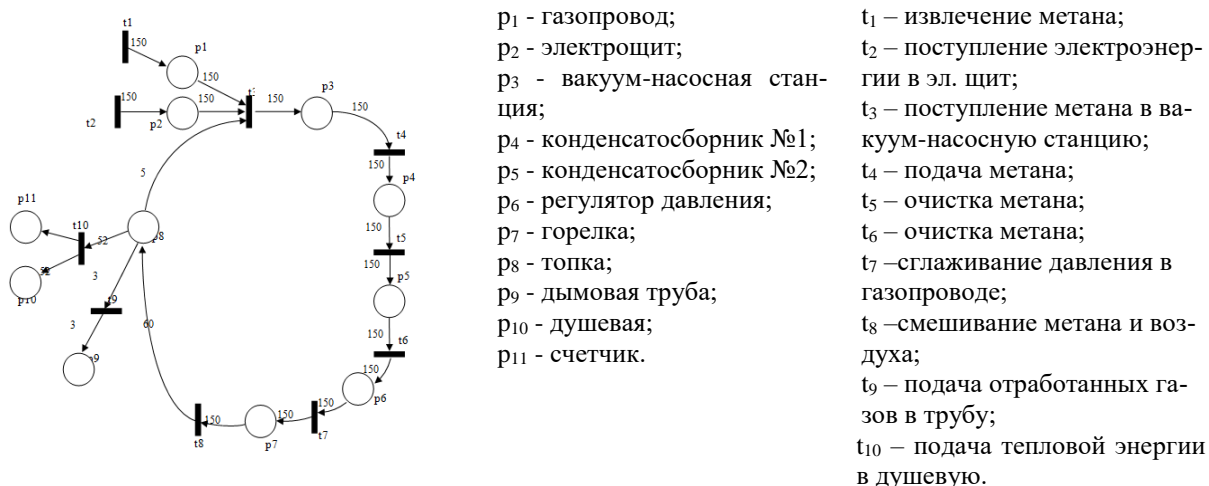 t1
150
p1
150
150
150
t3
150
p3
150
t2
p2
t4
150
p4
5
150
t5
150
p5
p11
t10
p8
52
3
52
p10
t9
3
60
p9
150
t6
150
p6
150
150
150
t8
p7
t7
p₁ - газопровод;
p₂ - электрощит;
p₃ - вакуум-насосная стан-
ция;
p₄ - конденсатосборник №1;
p₅ - конденсатосборник №2;
p₆ - регулятор давления;
p₇ - горелка;
p₈ - топка;
p₉ - дымовая труба;
p₁₀ - душевая;
p₁₁ - счетчик.
t₁ – извлечение метана;
t₂ – поступление электроэнер-
гии в эл. щит;
t₃ – поступление метана в ва-
куум-насосную станцию;
t₄ – подача метана;
t₅ – очистка метана;
t₆ – очистка метана;
t₇ –сглаживание давления в
газопроводе;
t₈ –смешивание метана и воз-
духа;
t₉ – подача отработанных га-
зов в трубу;
t₁₀ – подача тепловой энергии
в душевую.